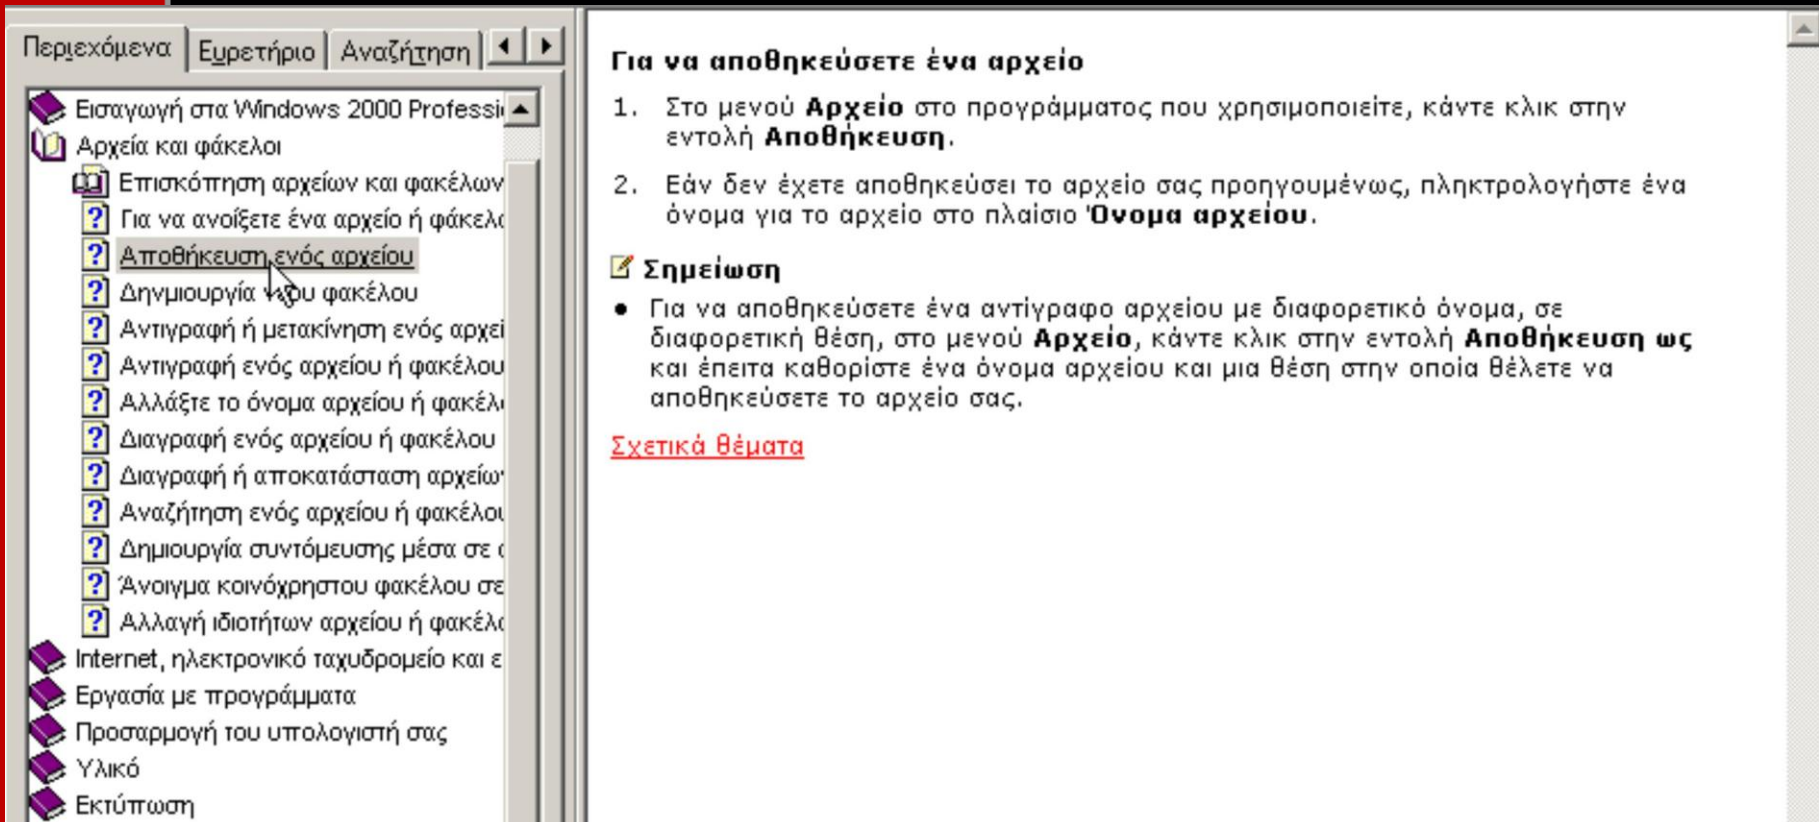 Περιεχόμενα Ευρετήριο Αναζήτηση
Εισαγωγή στα Windows 2000 Professi
Αρχεία και φάκελοι
Επισκόπηση αρχείων και φακέλων
Για να ανοίξετε ένα αρχείο ή φάκελο
Αποθήκευση ενός αρχείου
Δηνμιουργία νέου φακέλου
Αντιγραφή ή μετακίνηση ενός αρχεί
Αντιγραφή ενός αρχείου ή φακέλου
Αλλάξτε το όνομα αρχείου ή φακέλ
Διαγραφή ενός αρχείου ή φακέλου
Διαγραφή ή αποκατάσταση αρχείων
Αναζήτηση ενός αρχείου ή φακέλου
Δημιουργία συντόμευσης μέσα σε
Άνοιγμα κοινόχρηστου φακέλου σε
Αλλαγή ιδιοτήτων αρχείου ή φακέλο
Internet, ηλεκτρονικό ταχυδρομείο και ε
Εργασία με προγράμματα
Προσαρμογή του υπολογιστή σας
Υλικό
Εκτύπωση
Για να αποθηκεύσετε ένα αρχείο
1. Στο μενού Αρχείο στο προγράμματος που χρησιμοποιείτε, κάντε κλικ στην
εντολή Αποθήκευση.
2. Εάν δεν έχετε αποθηκεύσει το αρχείο σας προηγουμένως, πληκτρολογήστε ένα
όνομα για το αρχείο στο πλαίσιο Όνομα αρχείου.
Σημείωση
• Για να αποθηκεύσετε ένα αντίγραφο αρχείου με διαφορετικό όνομα, σε
διαφορετική θέση, στο μενού Αρχείο, κάντε κλικ στην εντολή Αποθήκευση ως
και έπειτα καθορίστε ένα όνομα αρχείου και μια θέση στην οποία θέλετε να
αποθηκεύσετε το αρχείο σας.
Σχετικά θέματα